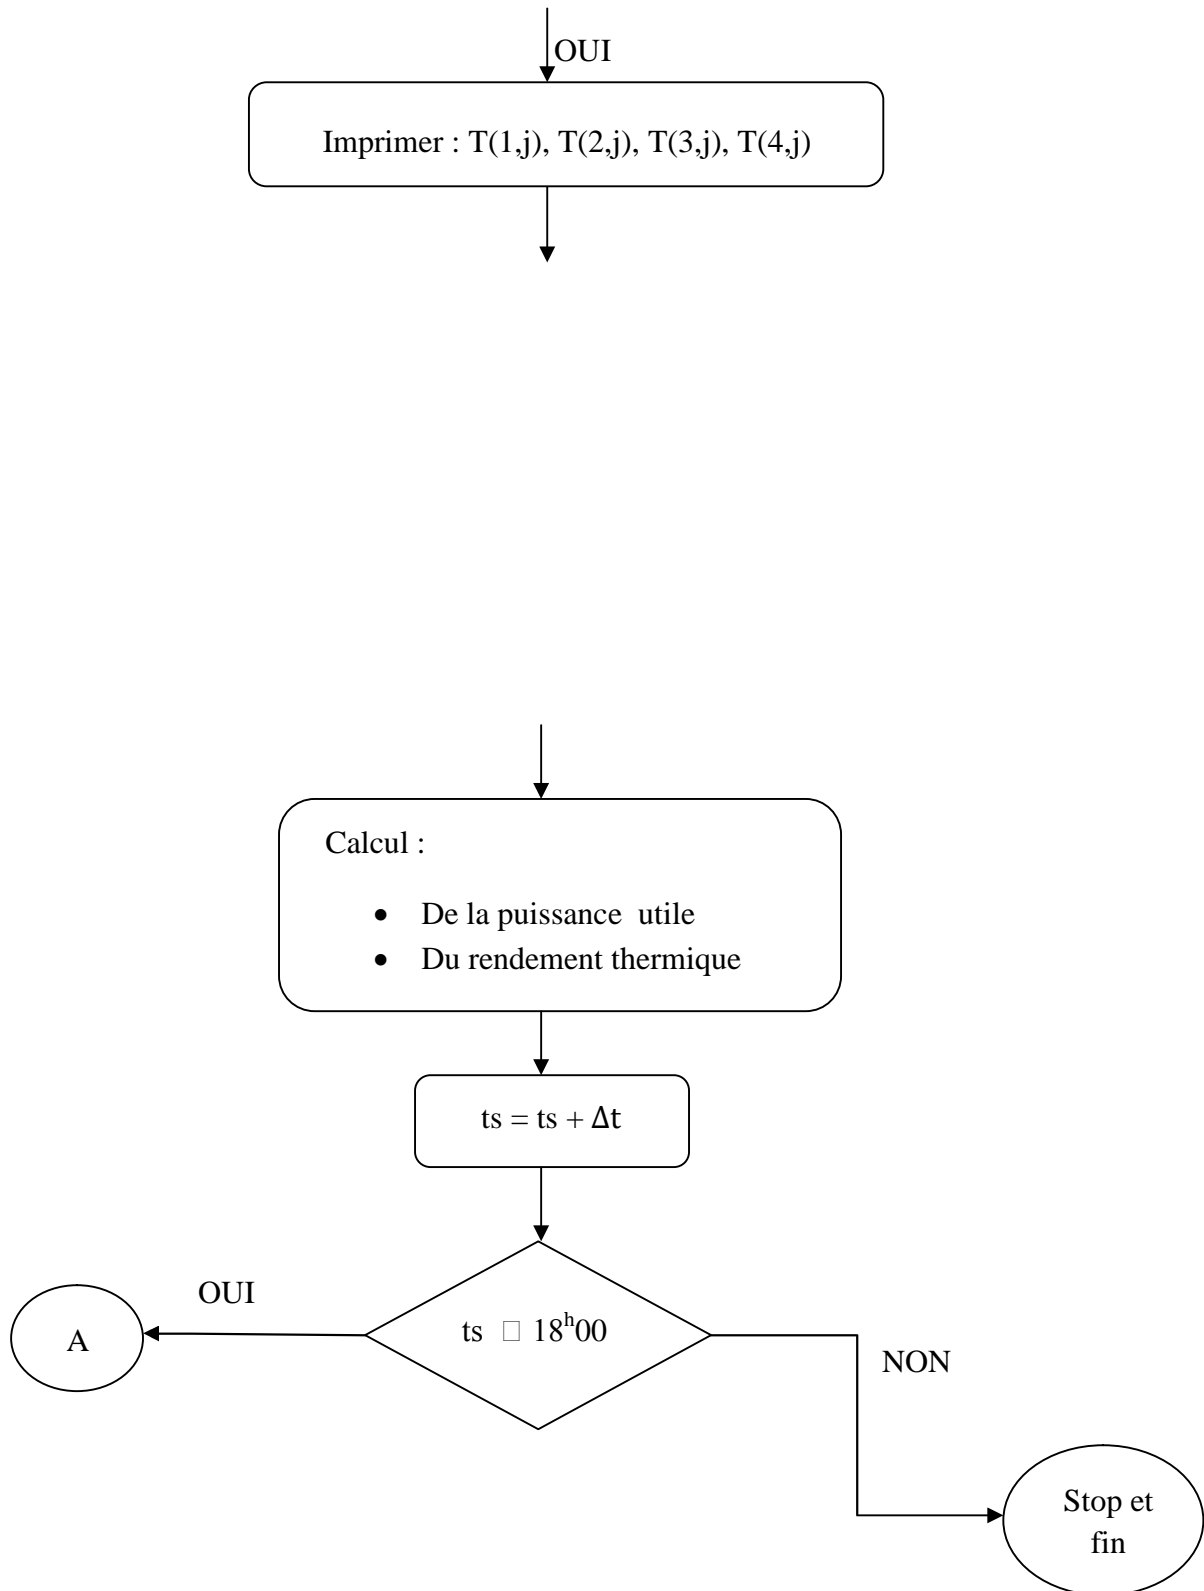 OUI
Imprimer : T(1,j), T(2,j), T(3,j), T(4,j)
Calcul :
• De la puissance utile
• Du rendement thermique
ts = ts + Δt
OUI
ts □ 18ʰ00
A
NON
Stop et
fin